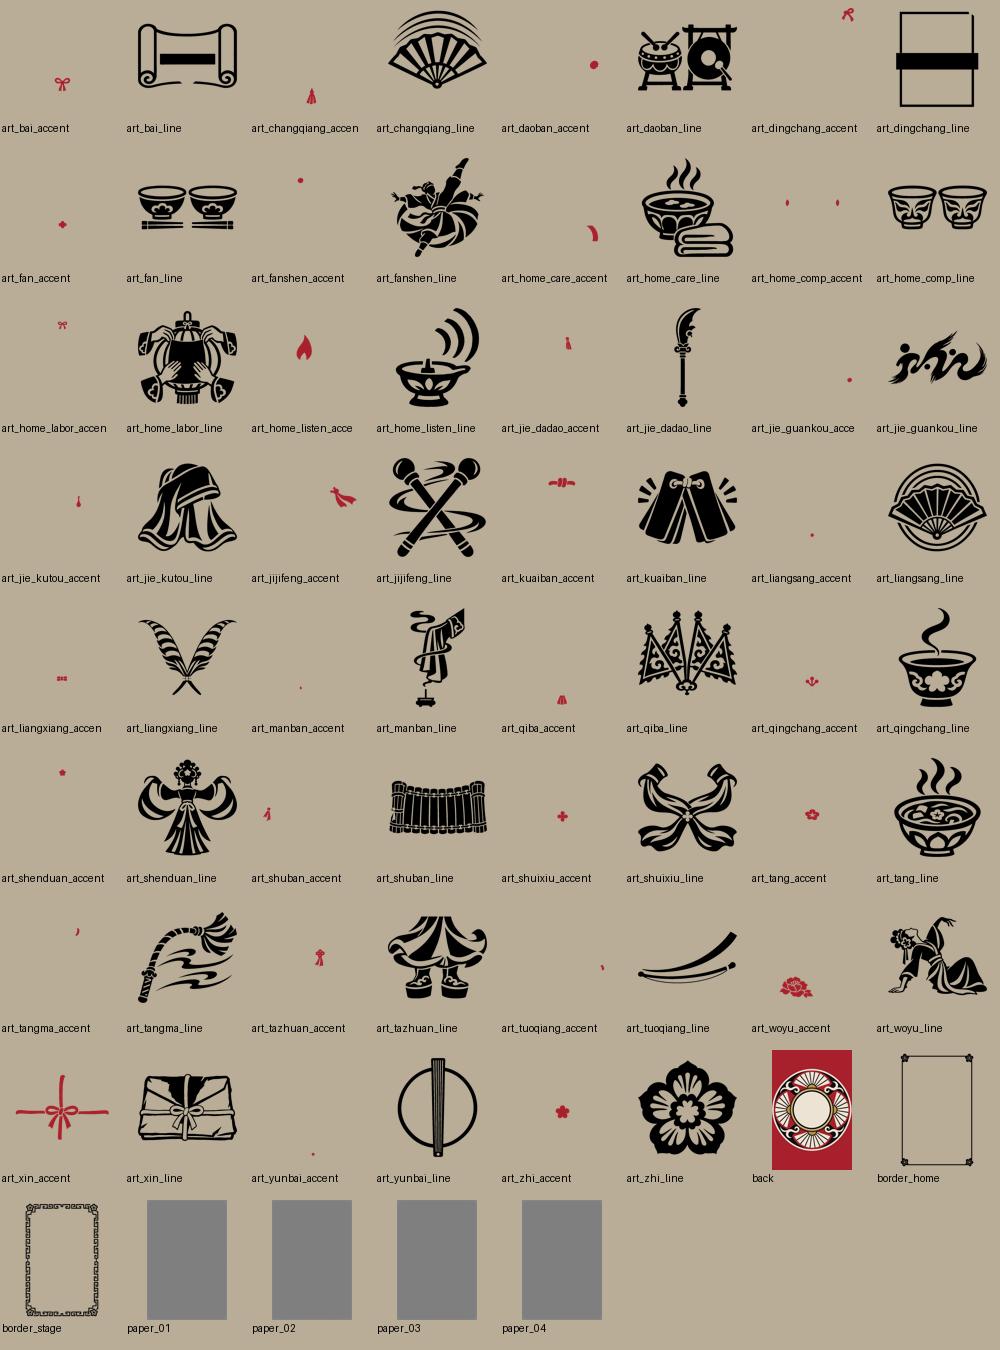 art_bai_accent art_bai_line art_changqiang_accen art_changqiang_line art_daoban_accent art_daoban_line art_dingchang_accent art_dingchang_line
art_fan_accent art_fan_line art_fanshen_accent art_fanshen_line art_home_care_accent art_home_care_line art_home_comp_accent art_home_comp_line
art_home_labor_accen art_home_labor_line art_home_listen_acce art_home_listen_line art_jie_dadao_accent art_jie_dadao_line art_jie_guankou_acce art_jie_guankou_line
art_jie_kutou_accent art_jie_kutou_line art_jijifeng_accent art_jijifeng_line art_kuaiban_accent art_kuaiban_line art_liangsang_accent art_liangsang_line
art_liangxiang_accen art_liangxiang_line art_manban_accent art_manban_line art_qiba_accent art_qiba_line art_qingchang_accent art_qingchang_line
art_shenduan_accent art_shenduan_line art_shuban_accent art_shuban_line art_shuixiu_accent art_shuixiu_line art_tang_accent art_tang_line
art_tangma_accent art_tangma_line art_tazhuan_accent art_tazhuan_line art_tuoqiang_accent art_tuoqiang_line art_woyu_accent art_woyu_line
art_xin_accent art_xin_line art_yunbai_accent art_yunbai_line art_zhi_accent art_zhi_line back border_home
border_stage paper_01 paper_02 paper_03 paper_04